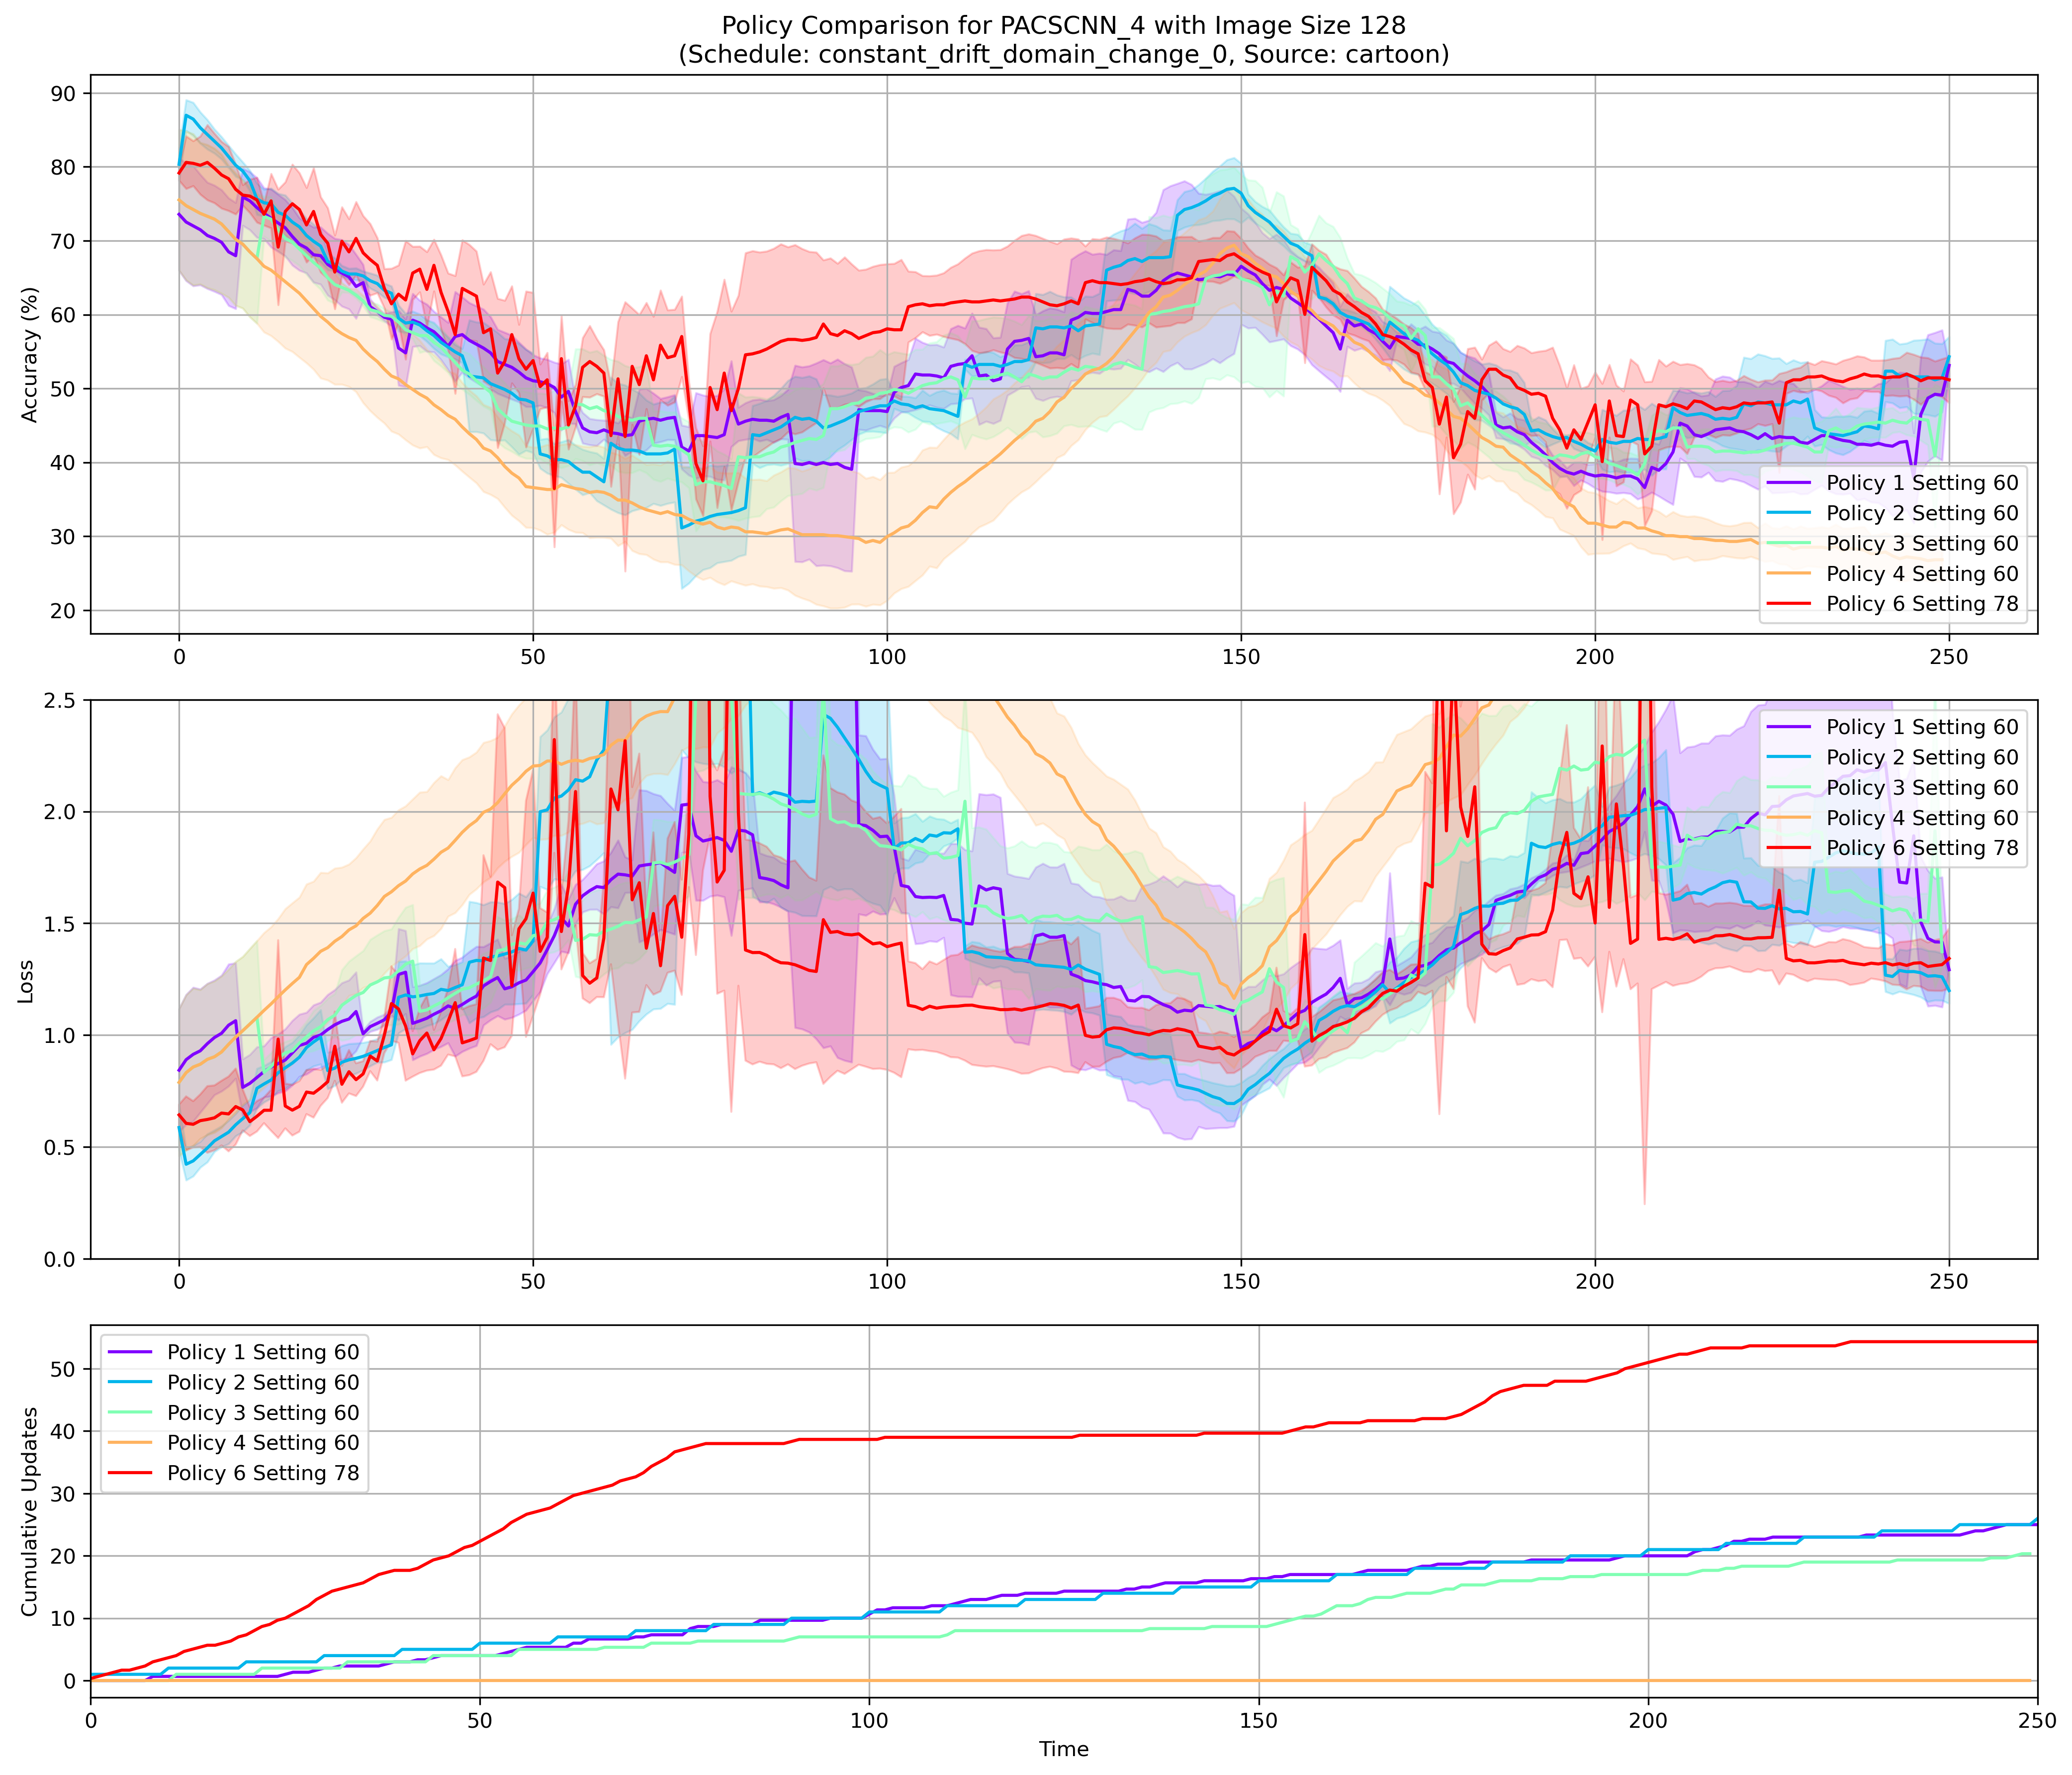 Policy Comparison for PACSCNN_4 with Image Size 128
(Schedule: constant_drift_domain_change_0, Source: cartoon)
Accuracy (%)
90
80
70
60
50
40
30
20
0
50
100
150
200
250
Policy 1 Setting 60
Policy 2 Setting 60
Policy 3 Setting 60
Policy 4 Setting 60
Policy 6 Setting 78
Loss
2.5
2.0
1.5
1.0
0.5
0.0
0
50
100
150
200
250
Policy 1 Setting 60
Policy 2 Setting 60
Policy 3 Setting 60
Policy 4 Setting 60
Policy 6 Setting 78
Cumulative Updates
50
40
30
20
10
0
0
50
100
150
200
250
Policy 1 Setting 60
Policy 2 Setting 60
Policy 3 Setting 60
Policy 4 Setting 60
Policy 6 Setting 78
Time